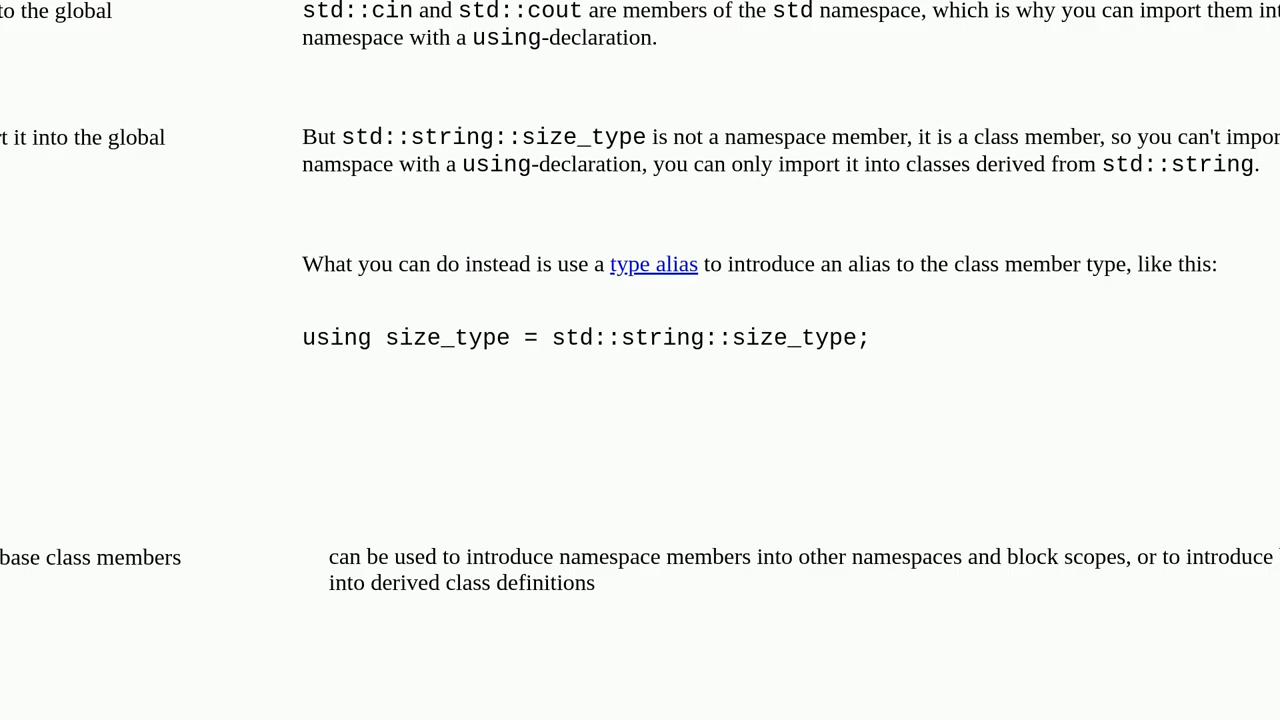 to the global
std::cin and std::cout are members of the std namespace, which is why you can import them
namespace with a using-declaration.
rt it into the global
But std::string::size_type is not a namespace member, it is a class member, so you can't impor
namspace with a using-declaration, you can only import it into classes derived from std::string.
What you can do instead is use a type alias to introduce an alias to the class member type, like this:
using size_type = std::string::size_type;
base class members
can be used to introduce namespace members into other namespaces and block scopes, or to introduce
into derived class definitions